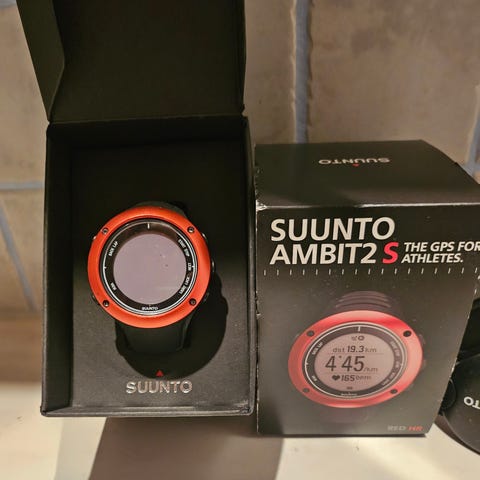 SUUNTO
SUUNTO
SUUNTO
AMBIT2 S THE GPS FOR
ATHLETES.
dst 19.3 km
4'45 /km
165 bpm
RED HR
SUUNTO